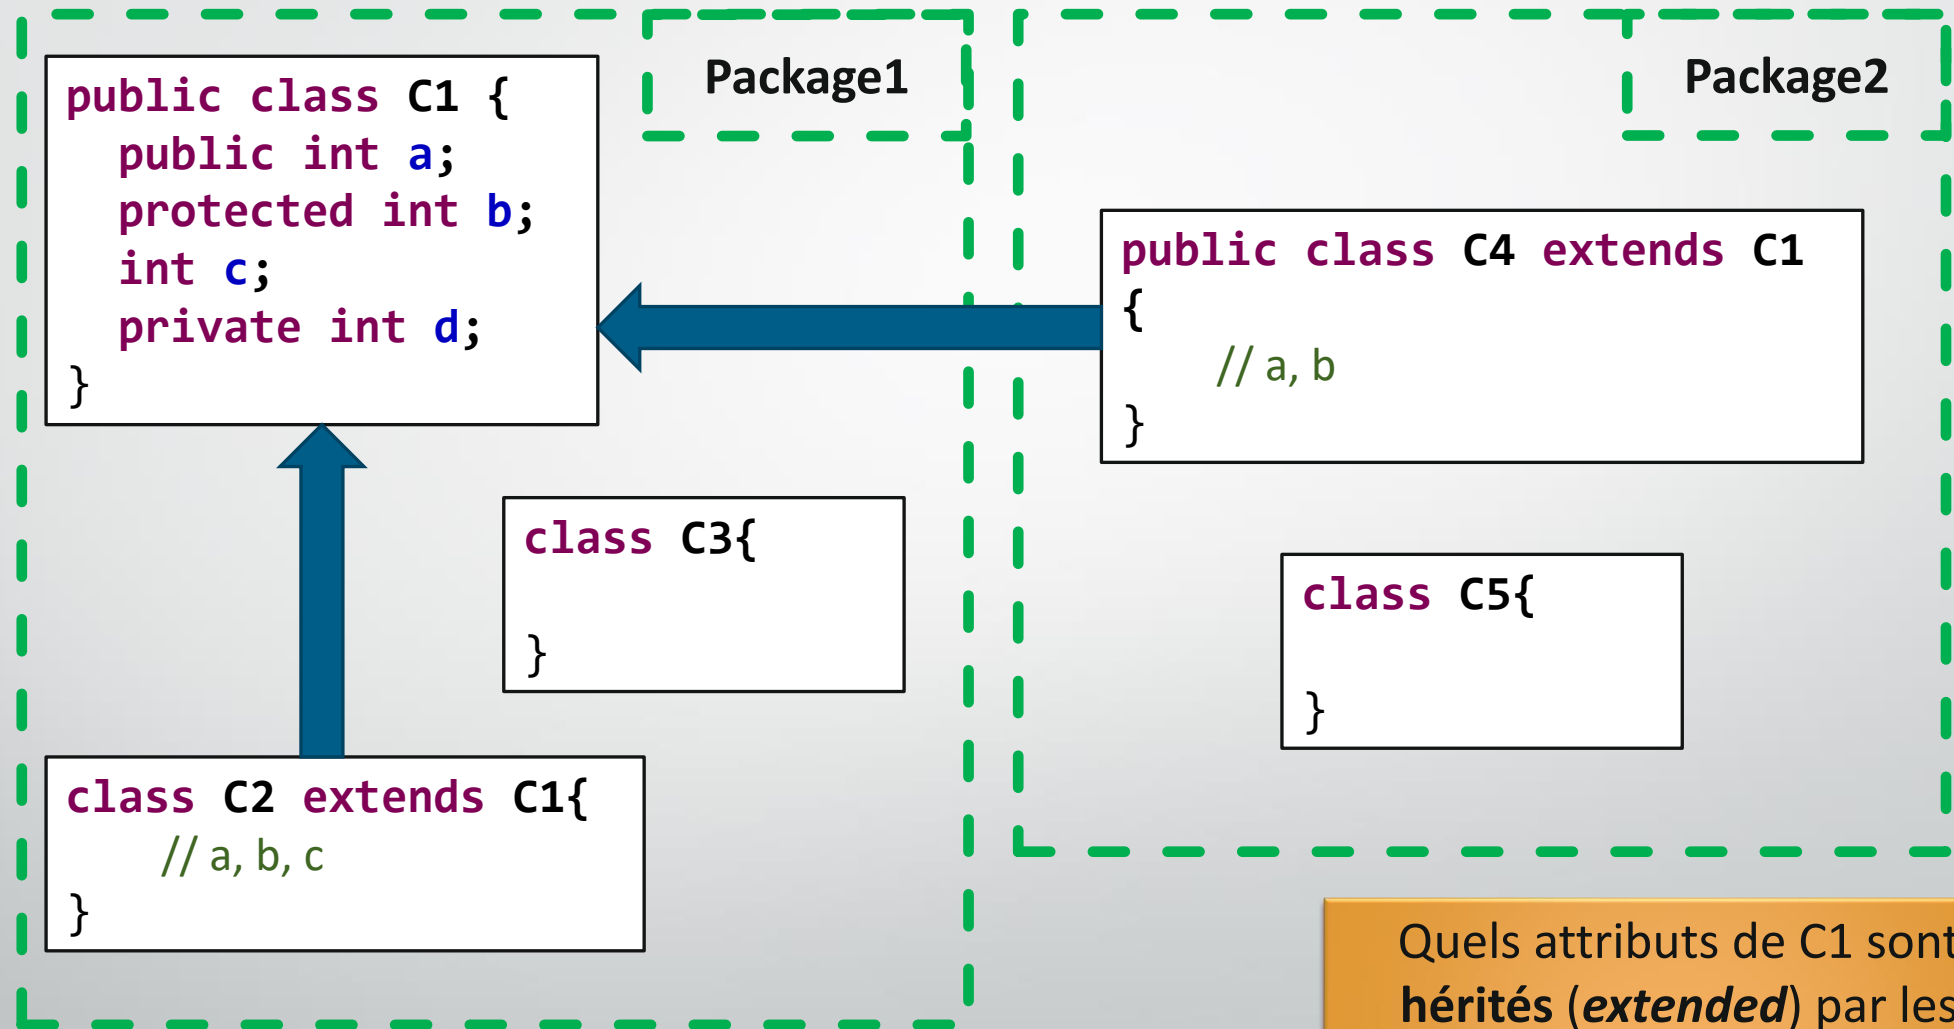 Package1
public class C1 {
public int a;
protected int b;
int c;
private int d;
}
class C3{
}
class C2 extends C1{
// a, b, c
}
Package2
public class C4 extends C1
{
// a, b
}
class C5{
}
Quels attributs de C1 sont
hérités (extended) par les